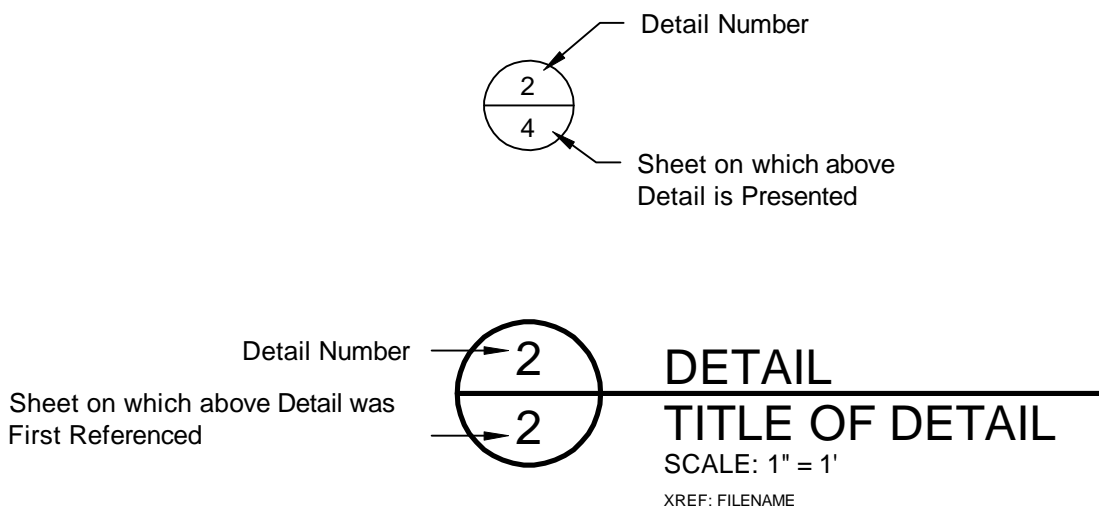 Detail Number
2
4
Sheet on which above
Detail is Presented
Detail Number
2
DETAIL
Sheet on which above Detail was
First Referenced
2
TITLE OF DETAIL
SCALE: 1" = 1'
XREF: FILENAME